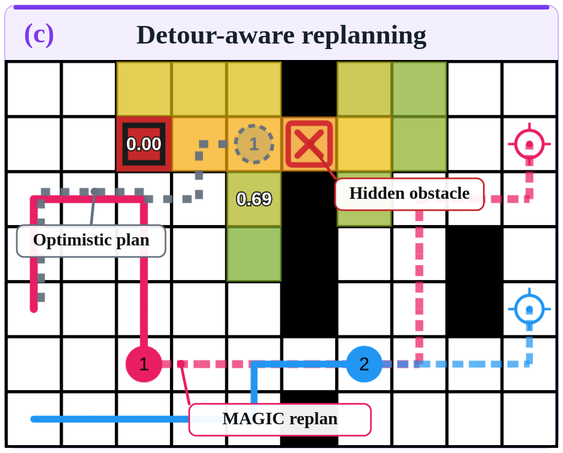 (c) Detour-aware replanning
0.00
1
Hidden obstacle
0.69
Optimistic plan
1
2
MAGIC replan